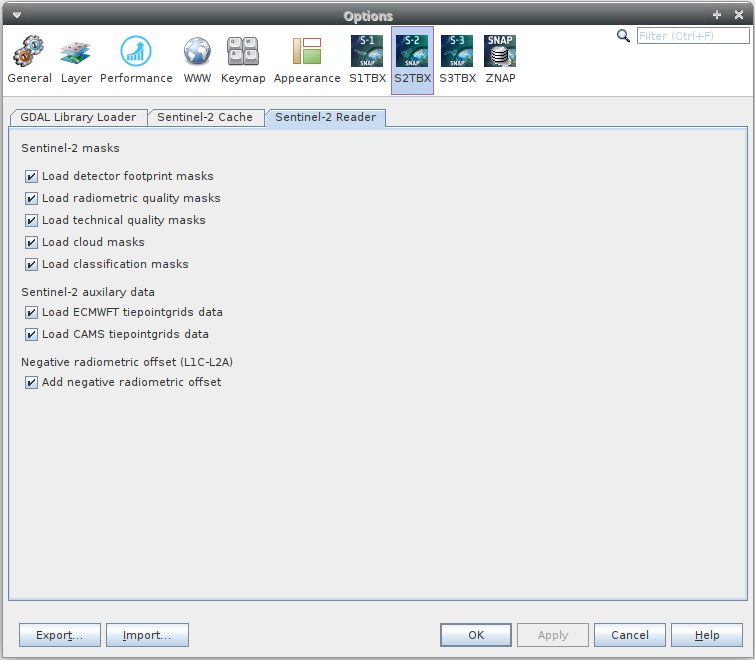 Options
Filter (Ctrl+F)
S-1 S-2 S-3 SNAP
SNAP SNAP SNAP
General Layer Performance WWW Keymap Appearance S1TBX S2TBX S3TBX ZNAP
GDAL Library Loader Sentinel-2 Cache Sentinel-2 Reader
Sentinel-2 masks
Load detector footprint masks
Load radiometric quality masks
Load technical quality masks
Load cloud masks
Load classification masks
Sentinel-2 auxilary data
Load ECMWFT tiepointgrids data
Load CAMS tiepointgrids data
Negative radiometric offset (L1C-L2A)
Add negative radiometric offset
Export... Import... OK Apply Cancel Help